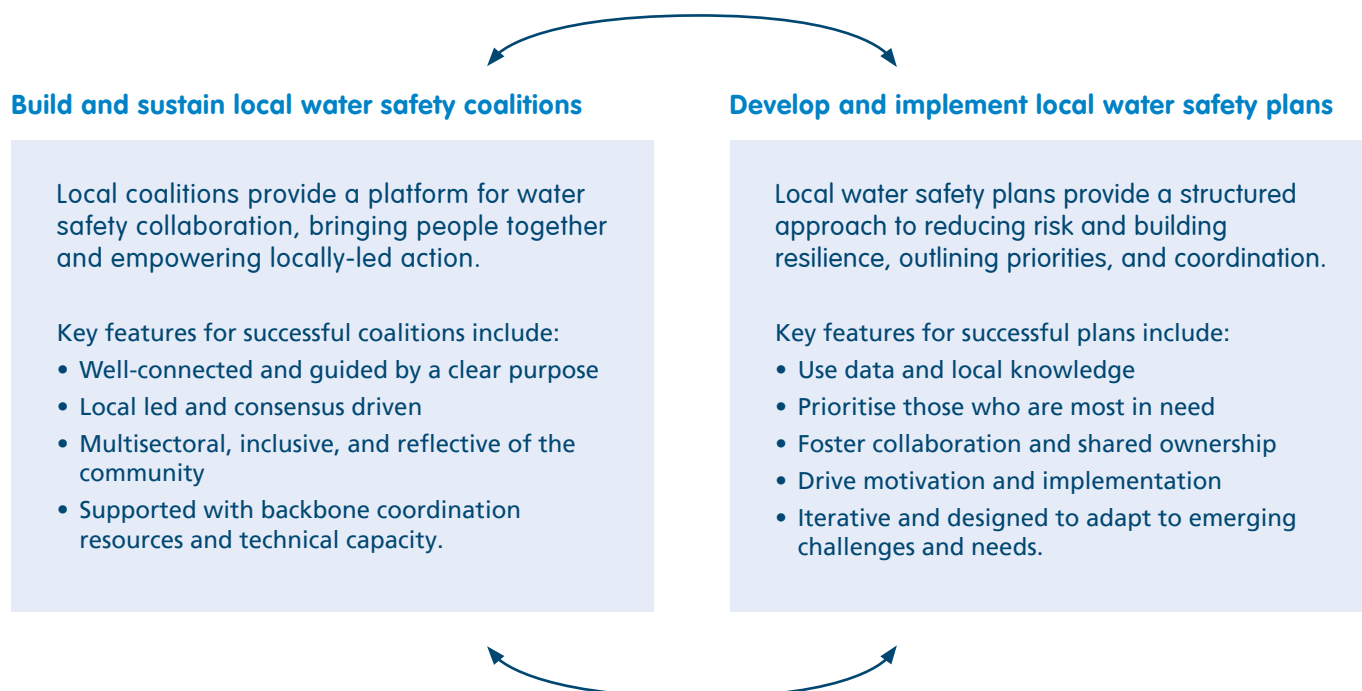 Build and sustain local water safety coalitions
Local coalitions provide a platform for water
safety collaboration, bringing people together
and empowering locally-led action.
Key features for successful coalitions include:
• Well-connected and guided by a clear purpose
• Local led and consensus driven
• Multisectoral, inclusive, and reflective of the
community
• Supported with backbone coordination
resources and technical capacity.
Develop and implement local water safety plans
Local water safety plans provide a structured
approach to reducing risk and building
resilience, outlining priorities, and coordination.
Key features for successful plans include:
• Use data and local knowledge
• Prioritise those who are most in need
• Foster collaboration and shared ownership
• Drive motivation and implementation
• Iterative and designed to adapt to emerging
challenges and needs.